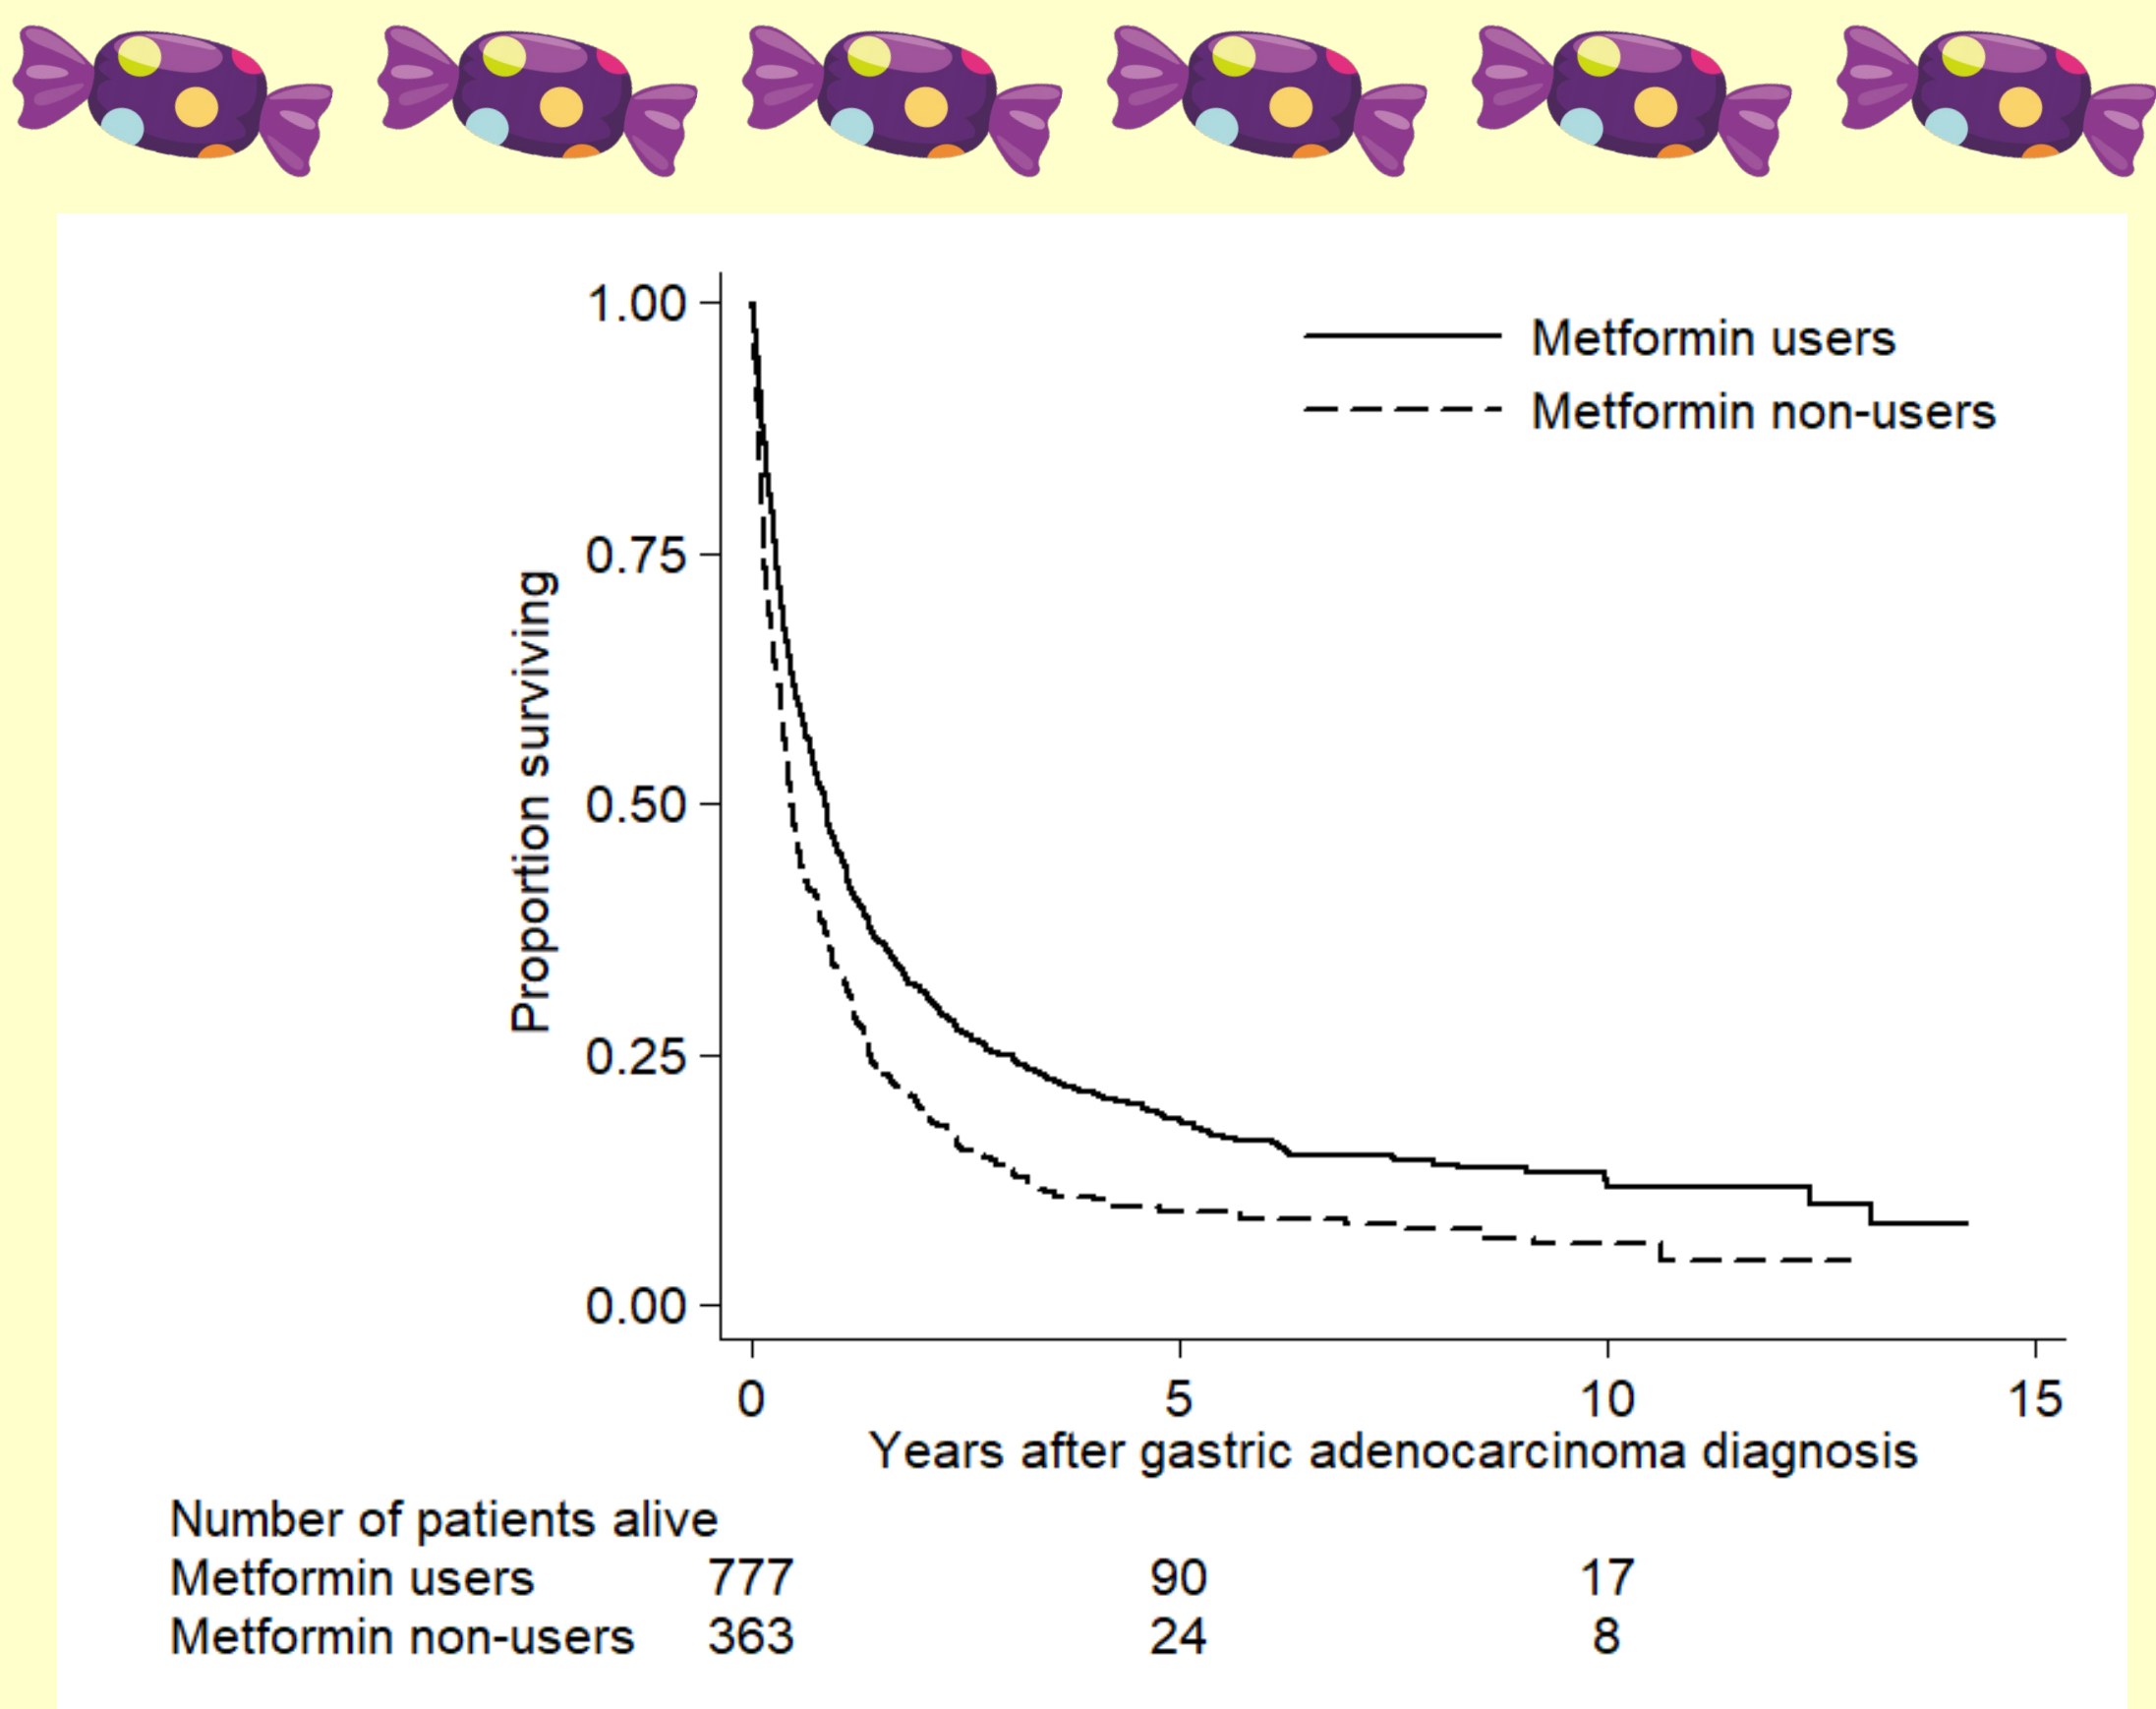 1.00
0.75
0.50
0.25
0.00
Proportion surviving
Metformin users
Metformin non-users
0 5 10 15
Years after gastric adenocarcinoma diagnosis
Number of patients alive
Metformin users 777 90 17
Metformin non-users 363 24 8